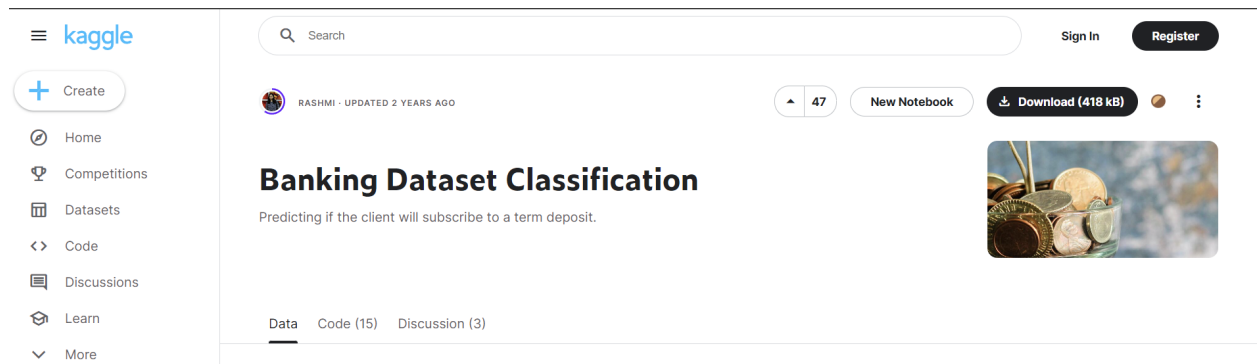 kaggle
Search
Sign In
Register
Create
RASHMI · UPDATED 2 YEARS AGO
47
New Notebook
Download (418 kB)
Home
Competitions
Datasets
Code
Discussions
Learn
More
Banking Dataset Classification
Predicting if the client will subscribe to a term deposit.
Data
Code (15)
Discussion (3)